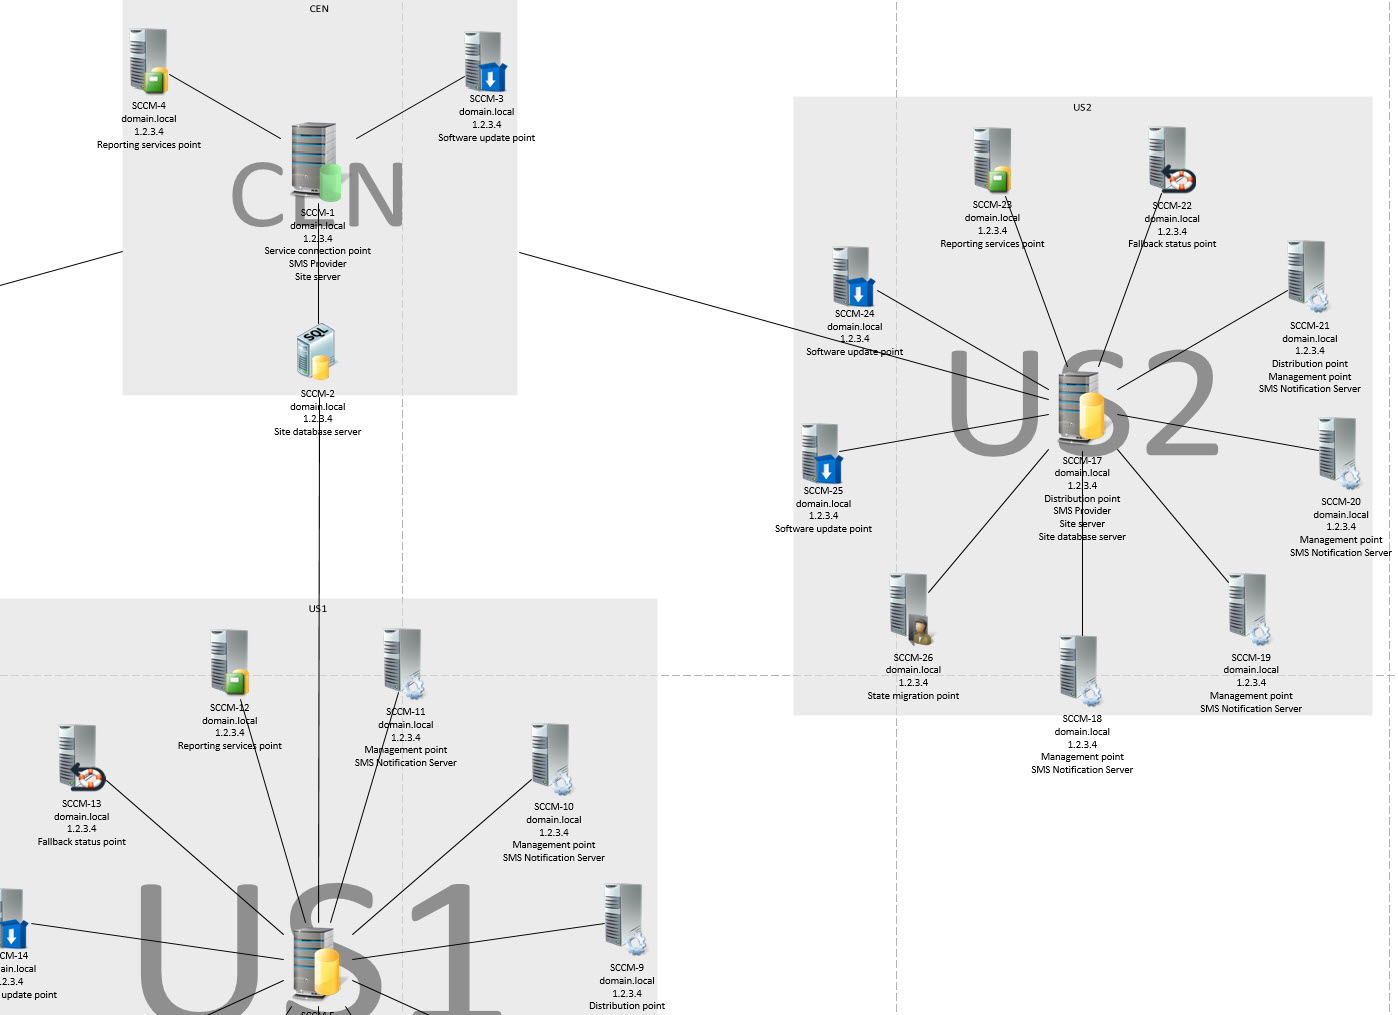 CEN
SCCM-4
domain.local
1.2.3.4
Reporting services point
SCCM-3
domain.local
1.2.3.4
Software update point
CEN
SCCM-1
domain.local
1.2.3.4
Service connection point
SMS Provider
Site server
SQL
SCCM-2
domain.local
1.2.3.4
Site database server
US2
SCCM-23
domain.local
1.2.3.4
Reporting services point
SCCM-22
domain.local
1.2.3.4
Fallback status point
SCCM-24
domain.local
1.2.3.4
Software update point
SCCM-21
domain.local
1.2.3.4
Distribution point
Management point
SMS Notification Server
US2
SCCM-17
domain.local
1.2.3.4
Distribution point
SMS Provider
Site server
Site database server
SCCM-25
domain.local
1.2.3.4
Software update point
SCCM-20
domain.local
1.2.3.4
Management point
SMS Notification Server
SCCM-26
domain.local
1.2.3.4
State migration point
SCCM-19
domain.local
1.2.3.4
Management point
SMS Notification Server
SCCM-18
domain.local
1.2.3.4
Management point
SMS Notification Server
US1
SCCM-12
domain.local
1.2.3.4
Reporting services point
SCCM-11
domain.local
1.2.3.4
Management point
SMS Notification Server
SCCM-13
domain.local
1.2.3.4
Fallback status point
SCCM-10
domain.local
1.2.3.4
Management point
SMS Notification Server
US1
CM-14
ain.local
.2.3.4
update point
SCCM-9
domain.local
1.2.3.4
Distribution point